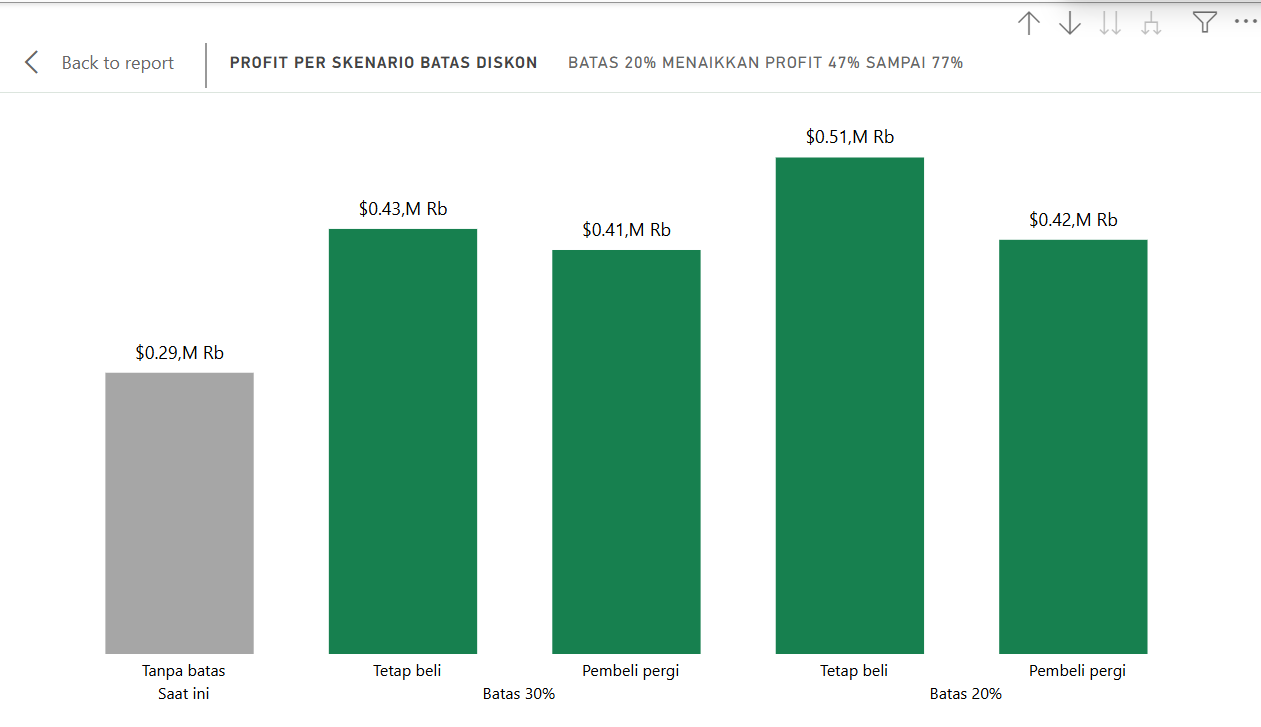 Back to report
PROFIT PER SKENARIO BATAS DISKON
BATAS 20% MENAIKKAN PROFIT 47% SAMPAI 77%
$0.29,M Rb
$0.43,M Rb
$0.41,M Rb
$0.51,M Rb
$0.42,M Rb
Tanpa batas
Tetap beli
Pembeli pergi
Tetap beli
Pembeli pergi
Saat ini
Batas 30%
Batas 20%